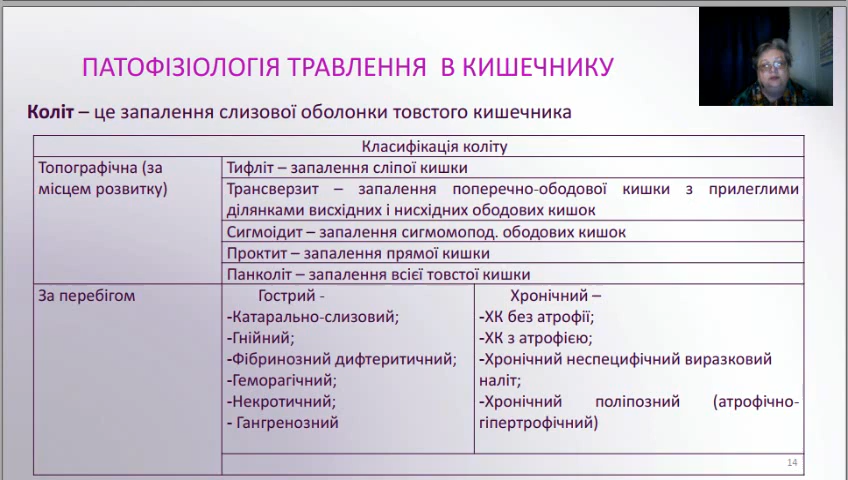 ПАТОФІЗІОЛОГІЯ ТРАВЛЕННЯ В КИШЕЧНИКУ
Коліт – це запалення слизової оболонки товстого кишечника
Класифікація коліту
Топографічна (за
місцем розвитку)
Тифліт – запалення сліпої кишки
Трансверзит – запалення поперечно-ободової кишки з прилеглими
ділянками висхідних і нисхідних ободових кишок
Сигмоідит – запалення сигмомопод. ободових кишок
Проктит – запалення прямої кишки
Панколіт – запалення всієї товстої кишки
За перебігом
Гострий -
-Катарально-слизовий;
-Гнійний;
-Фібринозний дифтеритичний;
-Геморагічний;
-Некротичний;
- Гангренозний
Хронічний –
-ХК без атрофії;
-ХК з атрофією;
-Хронічний неспецифічний виразковий
наліт;
-Хронічний поліпозний (атрофічно-
гіпертрофічний)
14